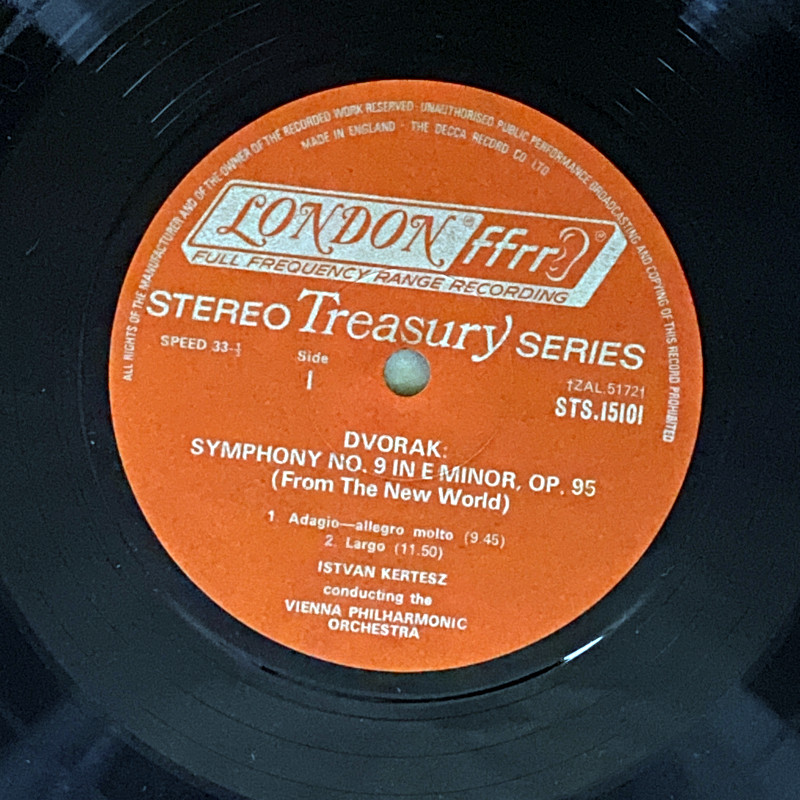 ALL RIGHTS OF THE MANUFACTURER AND OF THE OWNER OF THE RECORDED WORK RESERVED · UNAUTHORISED PUBLIC PERFORMANCE BROADCASTING AND COPYING OF THIS RECORD PROHIBITED
MADE IN ENGLAND · THE DECCA RECORD CO LTD
LONDON ® ffrr ®
FULL FREQUENCY RANGE RECORDING
STEREO Treasury SERIES
SPEED 33-⅓
Side
1
†ZAL.5172†
STS.15101
DVORAK:
SYMPHONY NO. 9 IN E MINOR, OP. 95
(From The New World)
1. Adagio—allegro molto (9.45)
2. Largo (11.50)
ISTVAN KERTESZ
conducting the
VIENNA PHILHARMONIC
ORCHESTRA